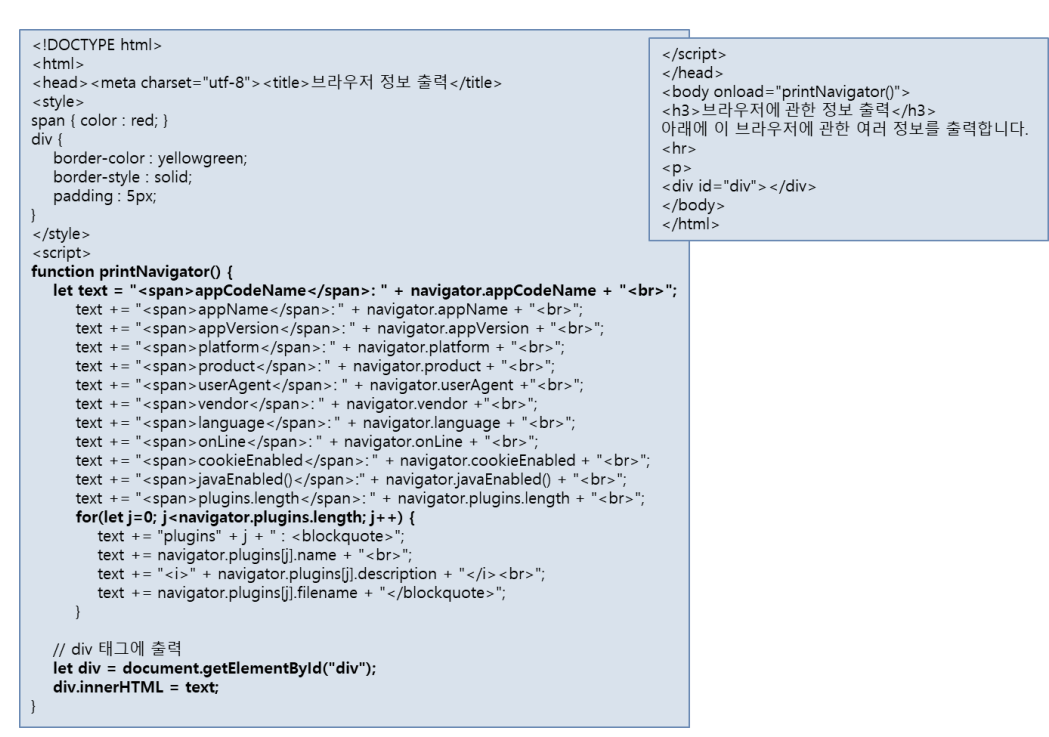 <!DOCTYPE html>
<html>
<head><meta charset="utf-8"><title>브라우저 정보 출력</title>
<style>
span { color : red; }
div {
border-color : yellowgreen;
border-style : solid;
padding : 5px;
}
</style>
<script>
function printNavigator() {
let text = "<span>appCodeName</span>: " + navigator.appCodeName + "<br>";
text += "<span>appName</span>: " + navigator.appName + "<br>";
text += "<span>appVersion</span>: " + navigator.appVersion + "<br>";
text += "<span>platform</span>: " + navigator.platform + "<br>";
text += "<span>product</span>: " + navigator.product + "<br>";
text += "<span>userAgent</span>: " + navigator.userAgent +"<br>";
text += "<span>vendor</span>: " + navigator.vendor +"<br>";
text += "<span>language</span>: " + navigator.language + "<br>";
text += "<span>onLine</span>: " + navigator.onLine + "<br>";
text += "<span>cookieEnabled</span>: " + navigator.cookieEnabled + "<br>";
text += "<span>javaEnabled()</span>:" + navigator.javaEnabled() + "<br>";
text += "<span>plugins.length</span>: " + navigator.plugins.length + "<br>";
for(let j=0; j<navigator.plugins.length; j++) {
text += "plugins" + j + " : <blockquote>";
text += navigator.plugins[j].name + "<br>";
text += "<i>" + navigator.plugins[j].description + "</i><br>";
text += navigator.plugins[j].filename + "</blockquote>";
}
// div 태그에 출력
let div = document.getElementById("div");
div.innerHTML = text;
}
</script>
</head>
<body onload="printNavigator()">
<h3>브라우저에 관한 정보 출력</h3>
아래에 이 브라우저에 관한 여러 정보를 출력합니다.
<hr>
<p>
<div id="div"></div>
</body>
</html>